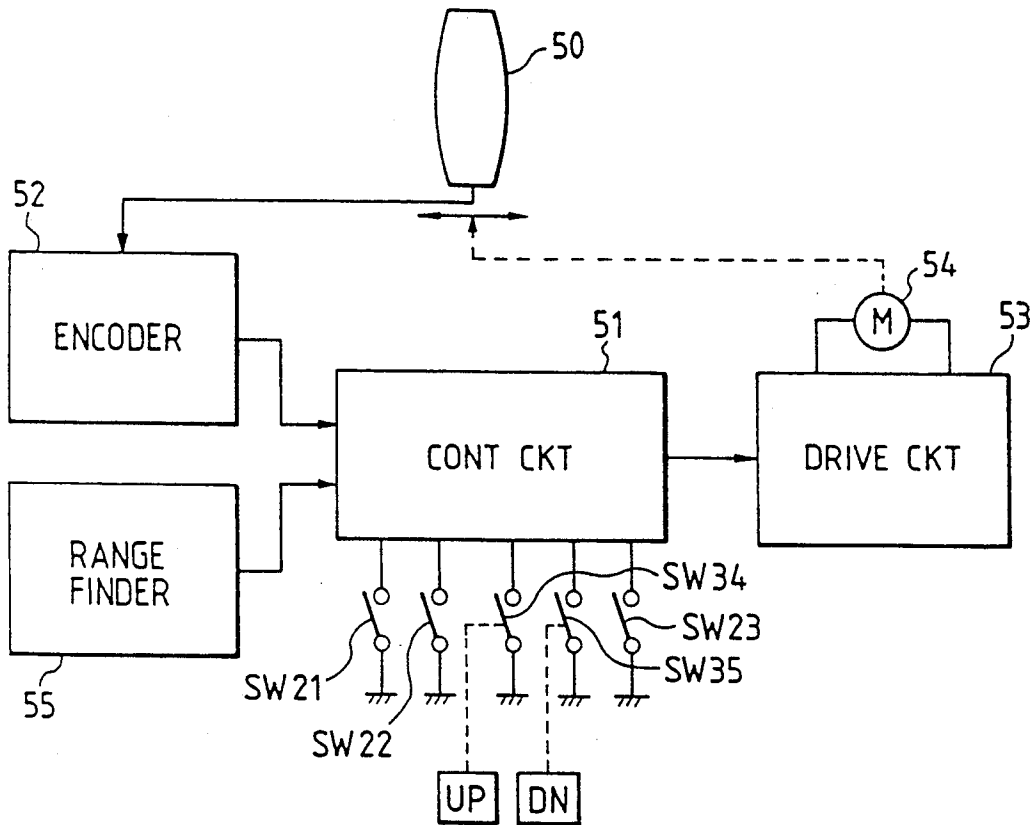 50
52
ENCODER
54
M
53
51
CONT CKT
DRIVE CKT
RANGE
FINDER
55
SW21
SW22
SW34
SW23
SW35
UP
DN